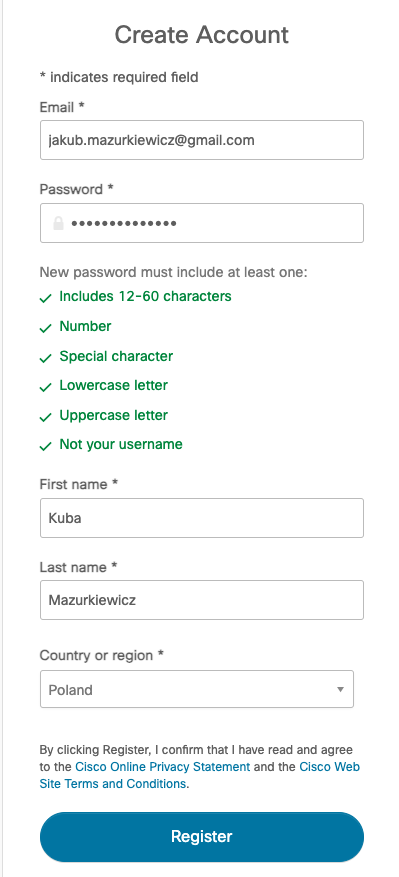 Create Account
* indicates required field
Email *
jakub.mazurkiewicz@gmail.com
Password *
••••••••••••••
New password must include at least one:
Includes 12-60 characters
Number
Special character
Lowercase letter
Uppercase letter
Not your username
First name *
Kuba
Last name *
Mazurkiewicz
Country or region *
Poland
By clicking Register, I confirm that I have read and agree
to the Cisco Online Privacy Statement and the Cisco Web
Site Terms and Conditions.
Register